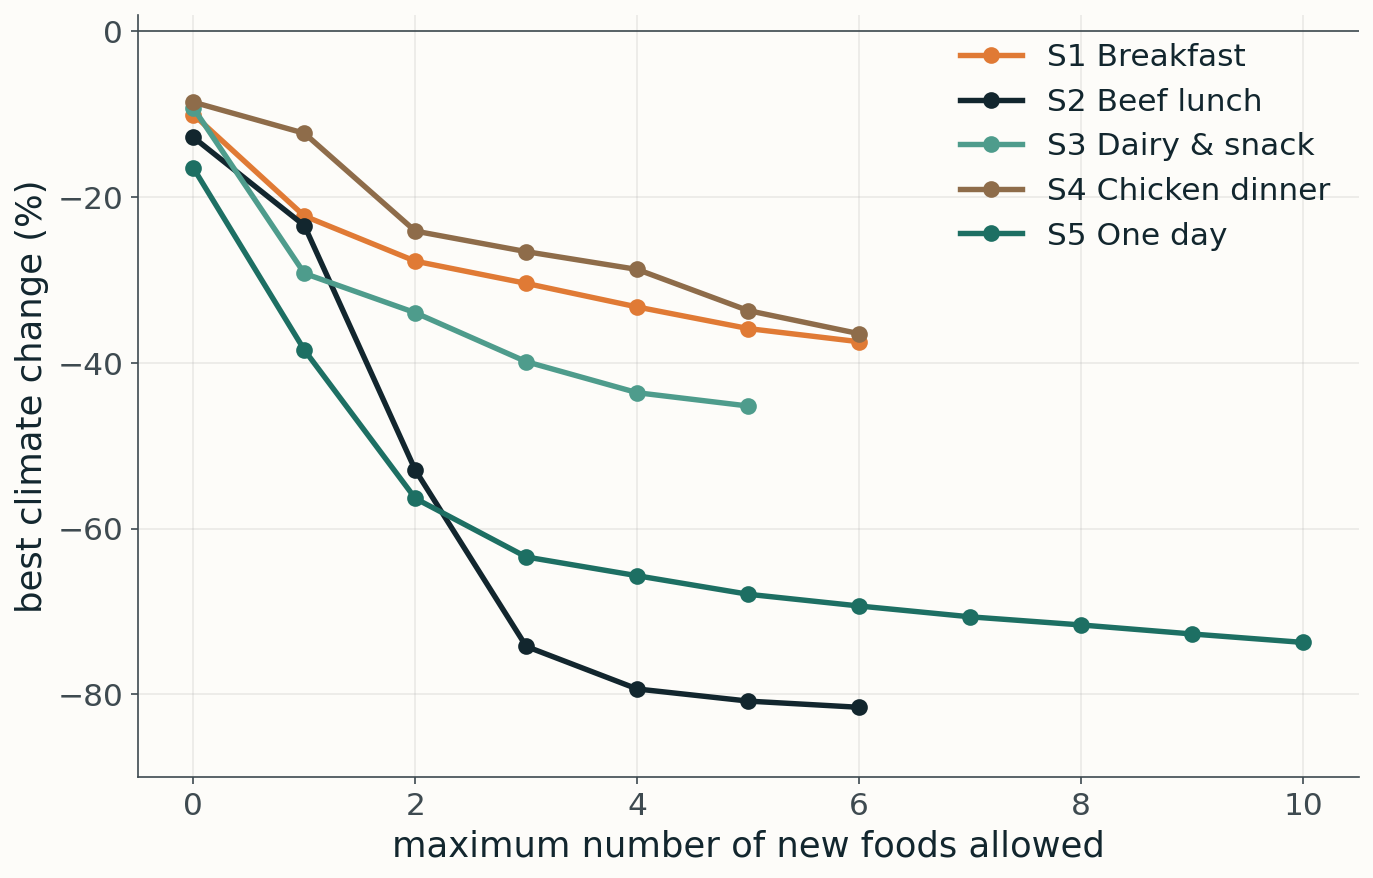 0
−20
−40
−60
−80
best climate change (%)
S1 Breakfast
S2 Beef lunch
S3 Dairy & snack
S4 Chicken dinner
S5 One day
0 2 4 6 8 10
maximum number of new foods allowed